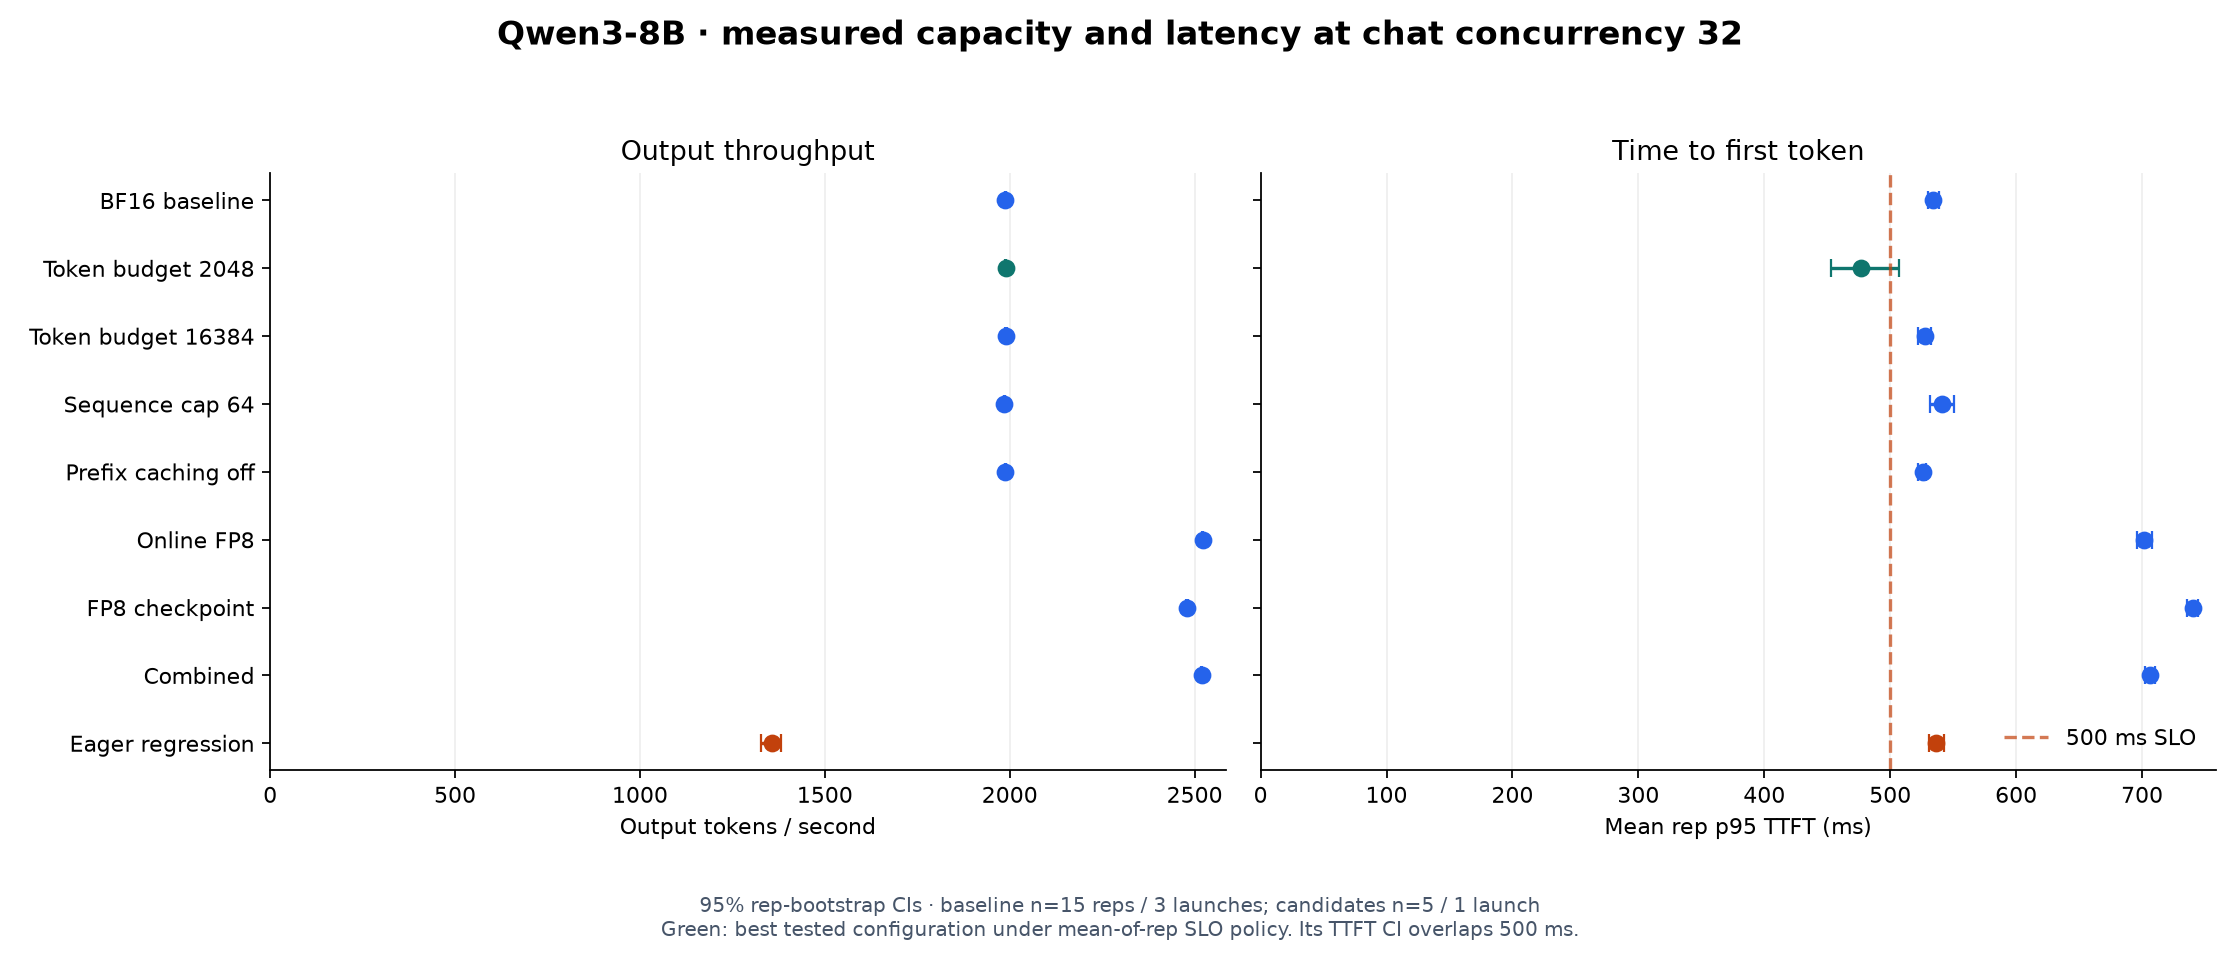 Qwen3-8B · measured capacity and latency at chat concurrency 32
Output throughput
BF16 baseline
Token budget 2048
Token budget 16384
Sequence cap 64
Prefix caching off
Online FP8
FP8 checkpoint
Combined
Eager regression
0 500 1000 1500 2000 2500
Output tokens / second
Time to first token
500 ms SLO
0 100 200 300 400 500 600 700
Mean rep p95 TTFT (ms)
95% rep-bootstrap CIs · baseline n=15 reps / 3 launches; candidates n=5 / 1 launch
Green: best tested configuration under mean-of-rep SLO policy. Its TTFT CI overlaps 500 ms.